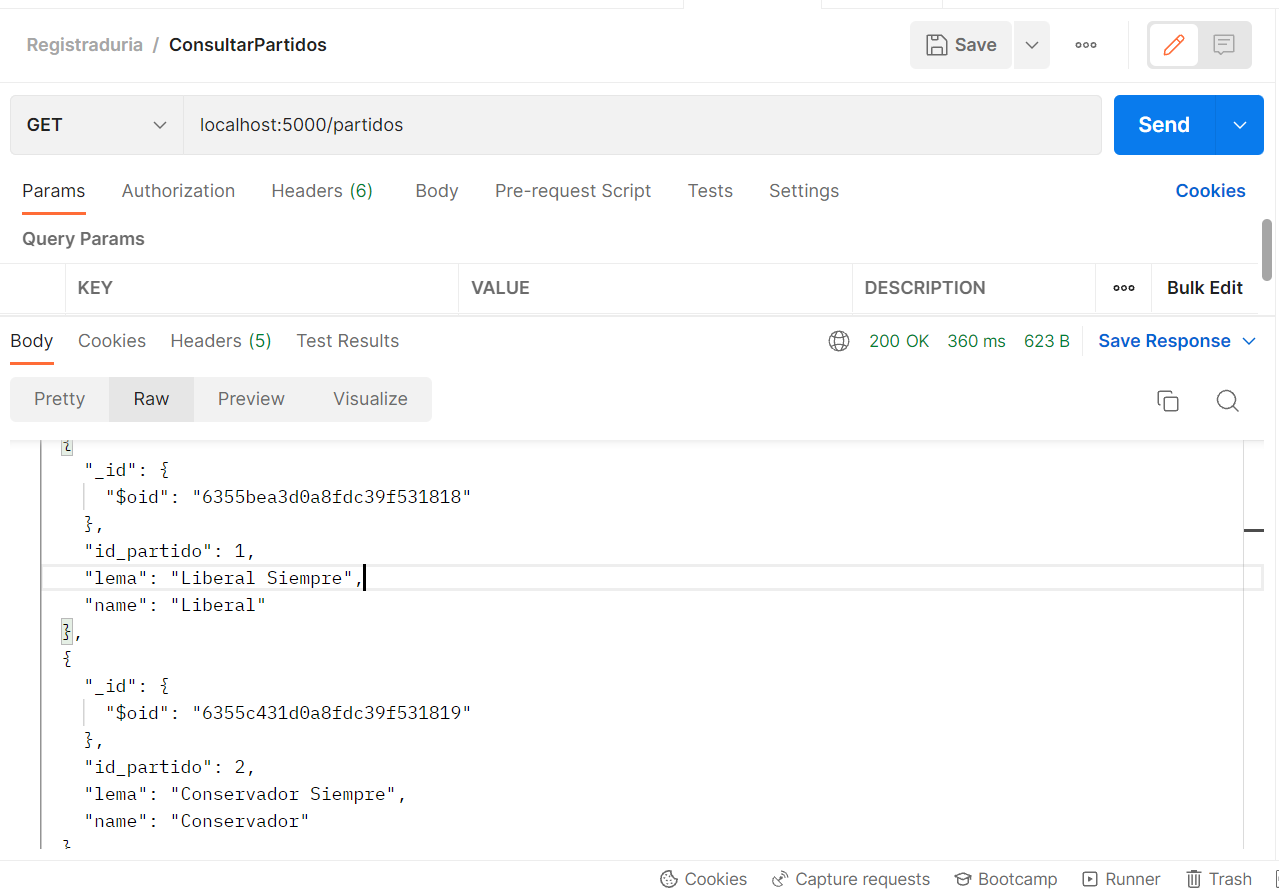 Registraduria / ConsultarPartidos
Save
GET
localhost:5000/partidos
Send
Params Authorization Headers (6) Body Pre-request Script Tests Settings Cookies
Query Params
KEY VALUE DESCRIPTION Bulk Edit
Body Cookies Headers (5) Test Results 200 OK 360 ms 623 B Save Response
Pretty Raw Preview Visualize
{
"_id": {
"$oid": "6355bea3d0a8fdc39f531818"
},
"id_partido": 1,
"lema": "Liberal Siempre",
"name": "Liberal"
},
{
"_id": {
"$oid": "6355c431d0a8fdc39f531819"
},
"id_partido": 2,
"lema": "Conservador Siempre",
"name": "Conservador"
}
Cookies Capture requests Bootcamp Runner Trash